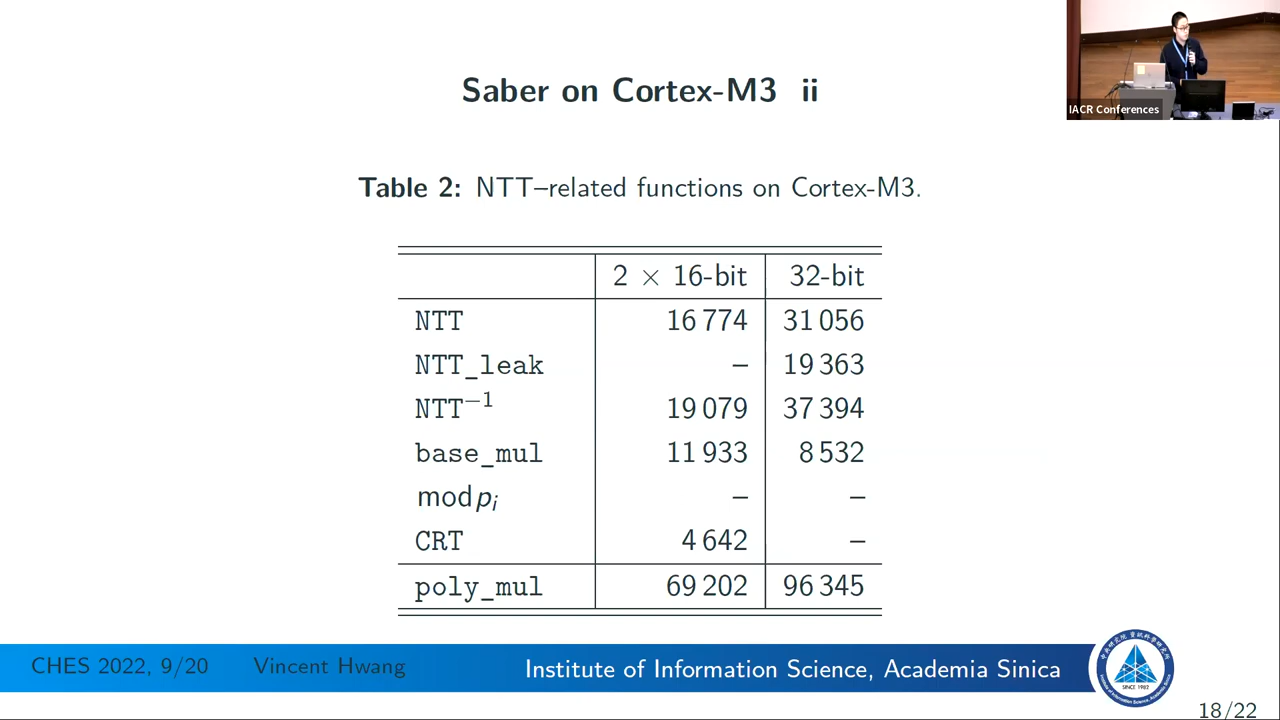 IACR Conferences
Saber on Cortex-M3 ii
Table 2: NTT–related functions on Cortex-M3.
2 × 16-bit 32-bit
NTT 16 774 31 056
NTT_leak – 19 363
NTT⁻¹ 19 079 37 394
base_mul 11 933 8 532
mod pᵢ – –
CRT 4 642 –
poly_mul 69 202 96 345
CHES 2022, 9/20 Vincent Hwang Institute of Information Science, Academia Sinica
SINCE 1982
18/22